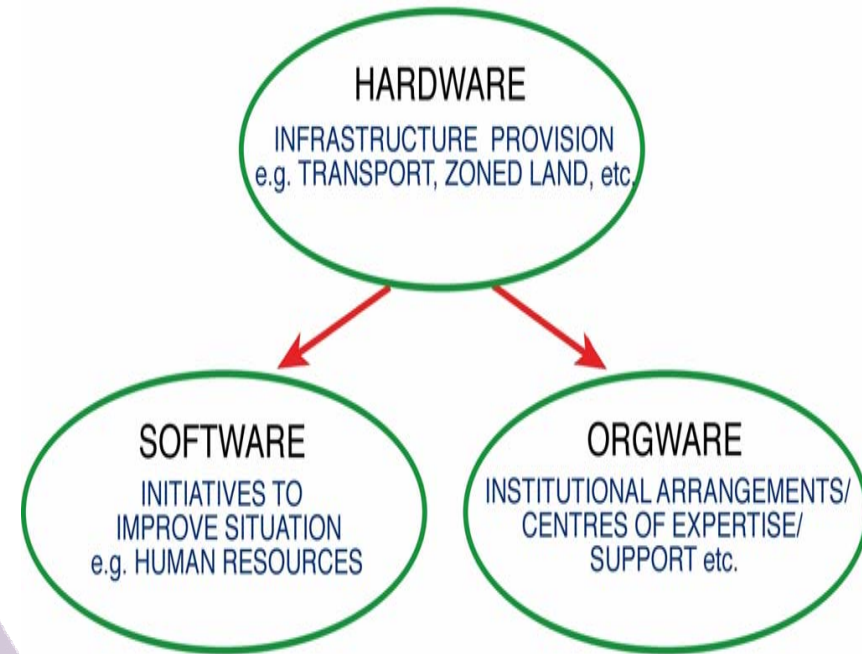 HARDWARE
INFRASTRUCTURE PROVISION
e.g. TRANSPORT, ZONED LAND, etc.
SOFTWARE
INITIATIVES TO
IMPROVE SITUATION
e.g. HUMAN RESOURCES
ORGWARE
INSTITUTIONAL ARRANGEMENTS/
CENTRES OF EXPERTISE/
SUPPORT etc.